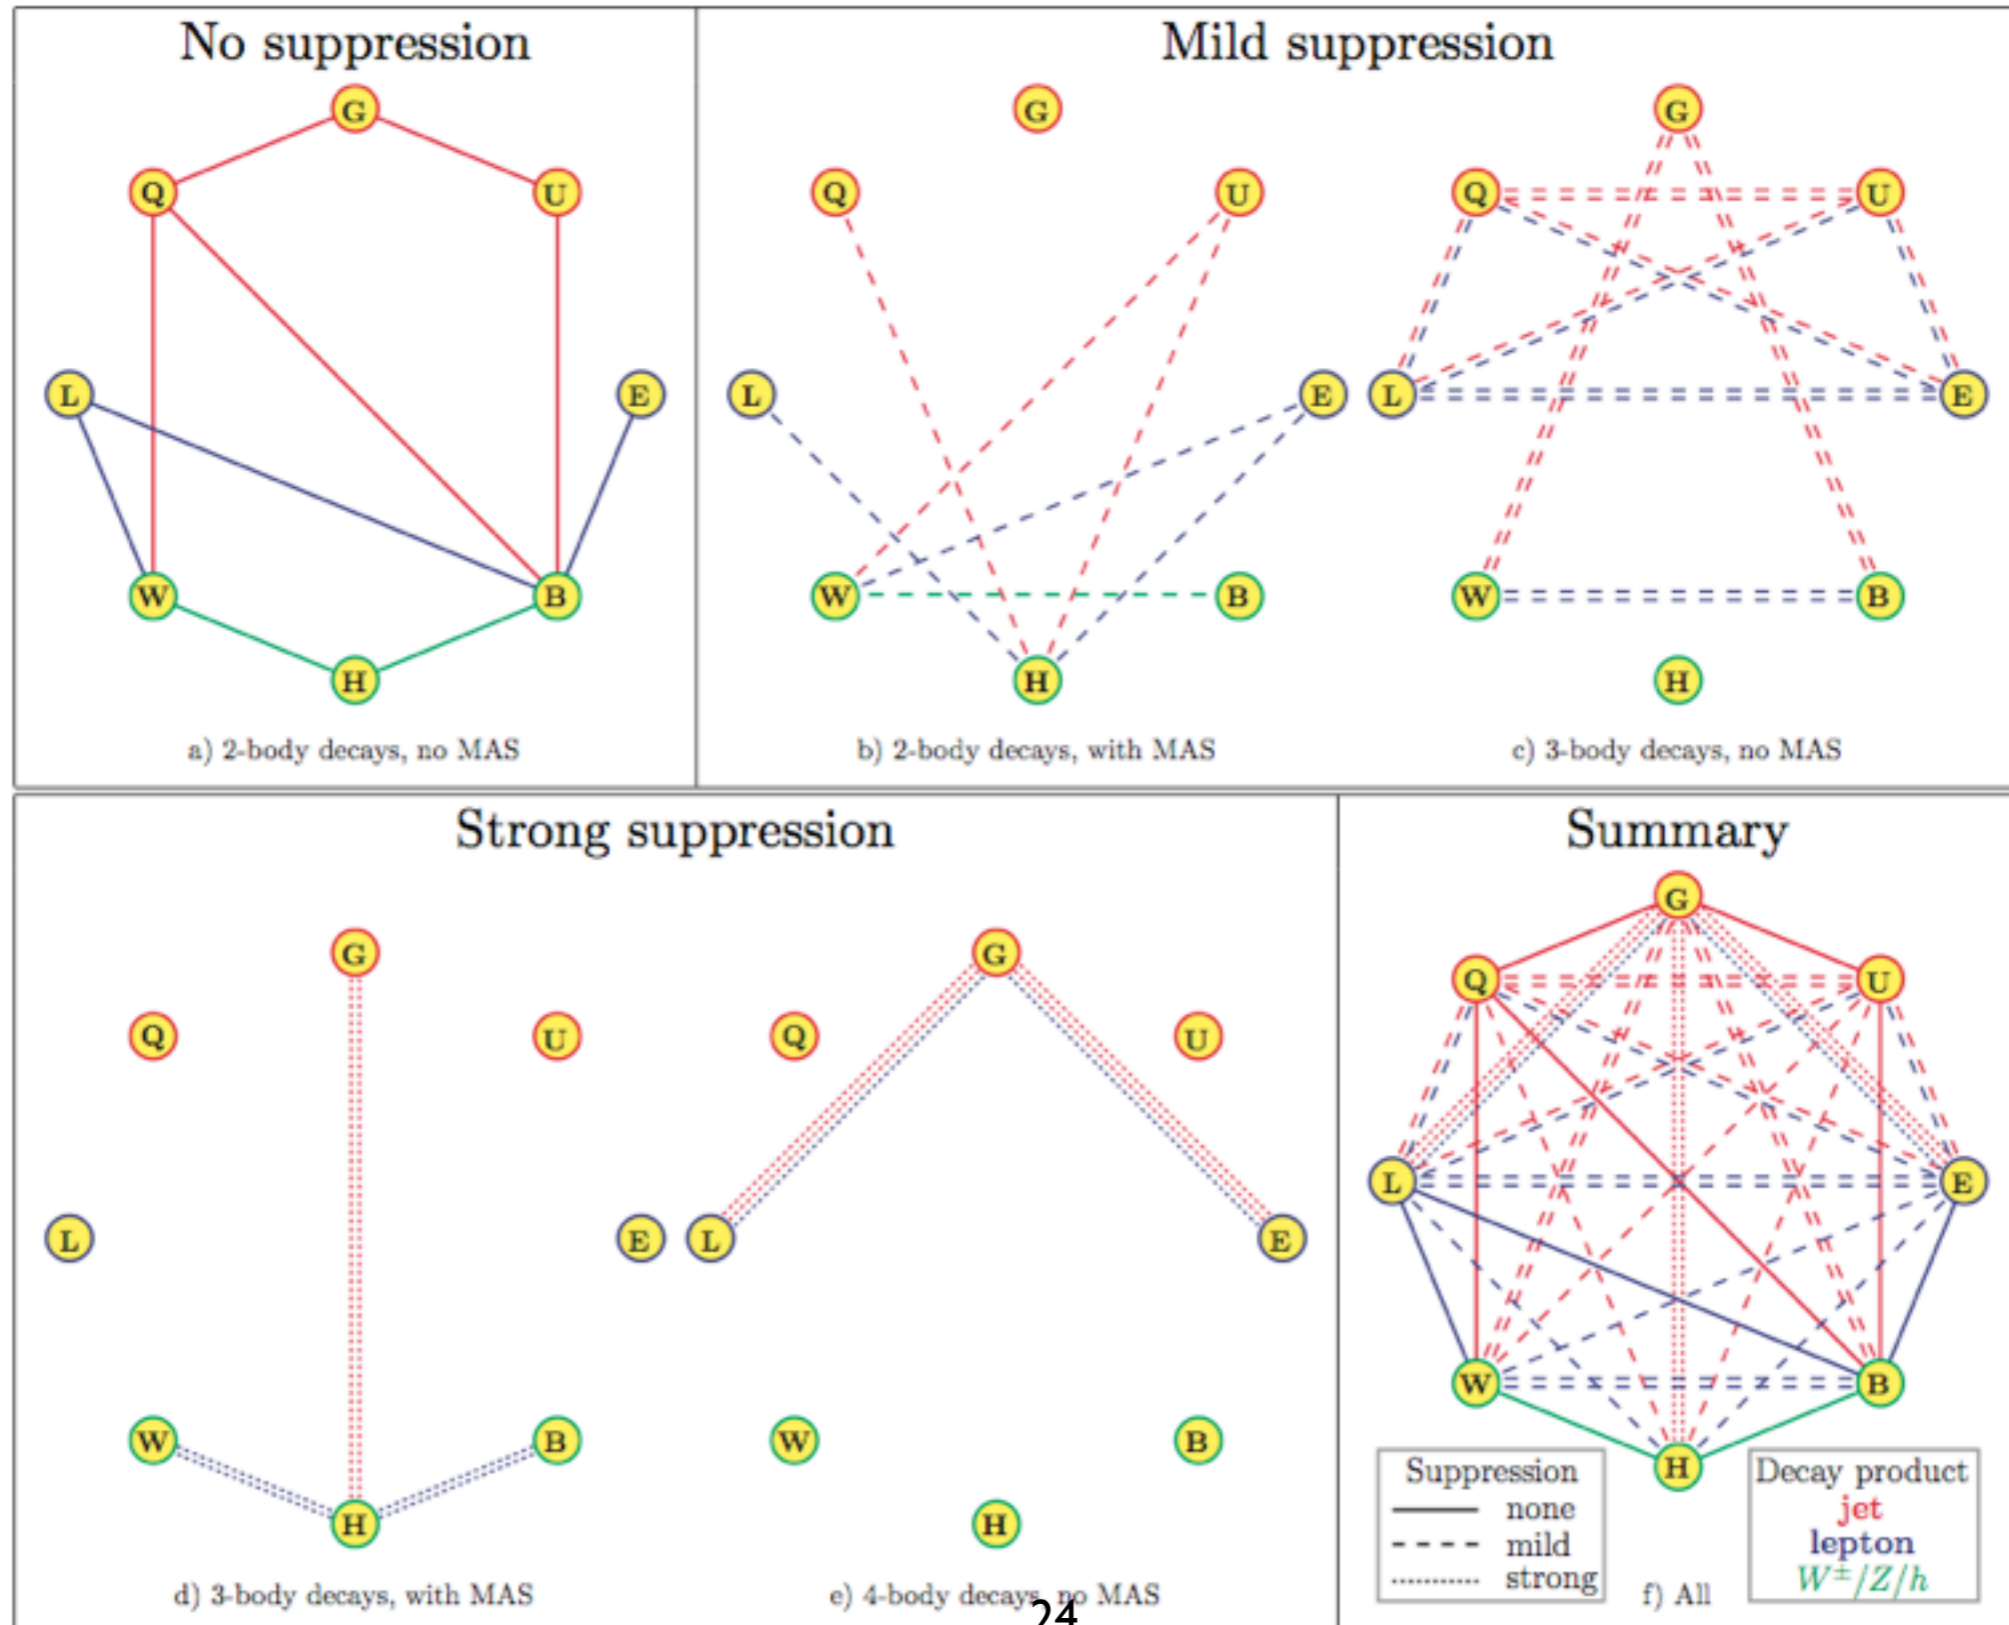 No suppression
G
Q
U
L
E
W
B
H
a) 2-body decays, no MAS
Mild suppression
G
Q
U
L
E
W
B
H
b) 2-body decays, with MAS
G
Q
U
L
E
W
B
H
c) 3-body decays, no MAS
Strong suppression
G
Q
U
L
E
W
B
H
d) 3-body decays, with MAS
G
Q
U
L
E
W
B
H
e) 4-body decays, no MAS
24
Summary
G
Q
U
L
E
W
B
H
Suppression
none
mild
strong
f) All
Decay product
jet
lepton
W±/Z/h